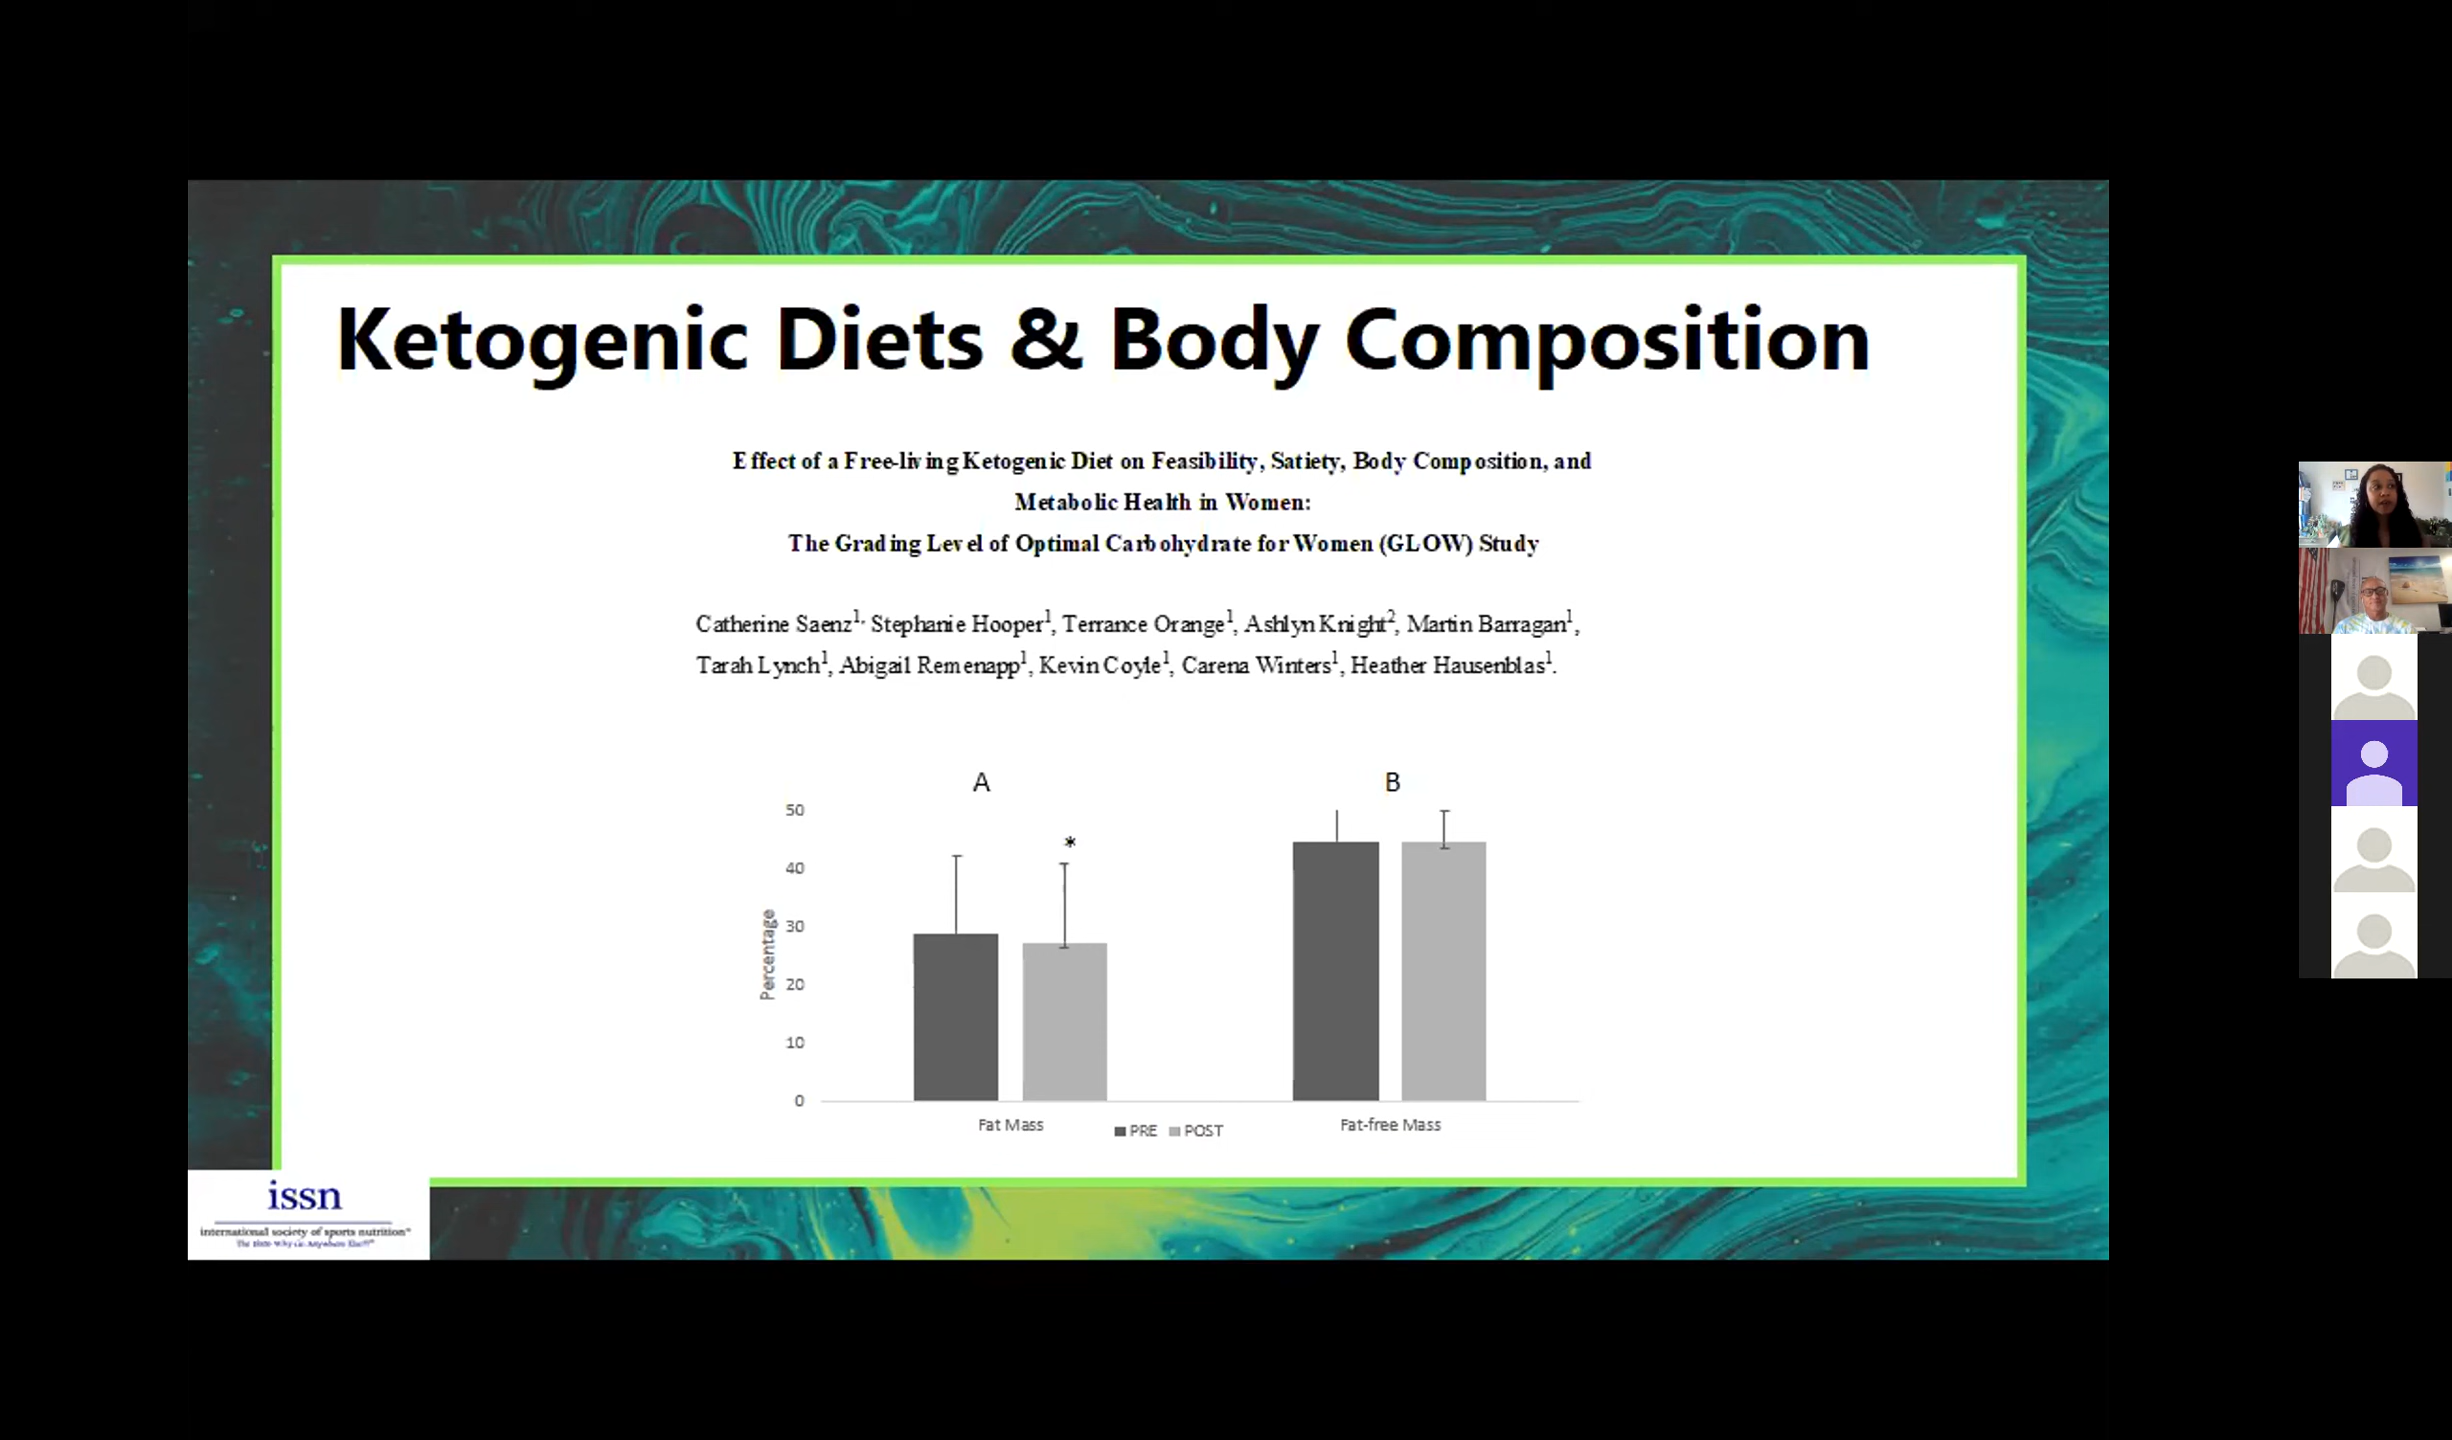 Ketogenic Diets & Body Composition
Effect of a Free-living Ketogenic Diet on Feasibility, Satiety, Body Composition, and
Metabolic Health in Women:
The Grading Level of Optimal Carbohydrate for Women (GLOW) Study
Catherine Saenz1, Stephanie Hooper1, Terrance Orange1, Ashlyn Knight2, Martin Barragan1,
Tarah Lynch1, Abigail Remenapp1, Kevin Coyle1, Carena Winters1, Heather Hausenblas1.
A
B
50
*
40
30
20
10
0
Percentage
Fat Mass
Fat-free Mass
PRE POST
issn
international society of sports nutrition®